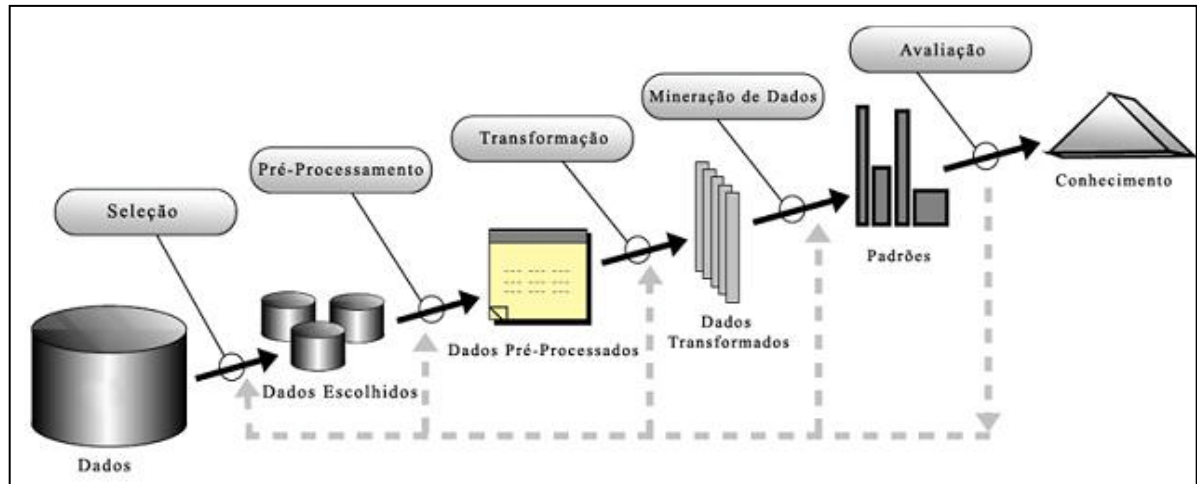 Avaliação
Mineração de Dados
Transformação
Pré-Processamento
Seleção
Conhecimento
Padrões
Dados
Transformados
Dados Pré-Processados
Dados Escolhidos
Dados